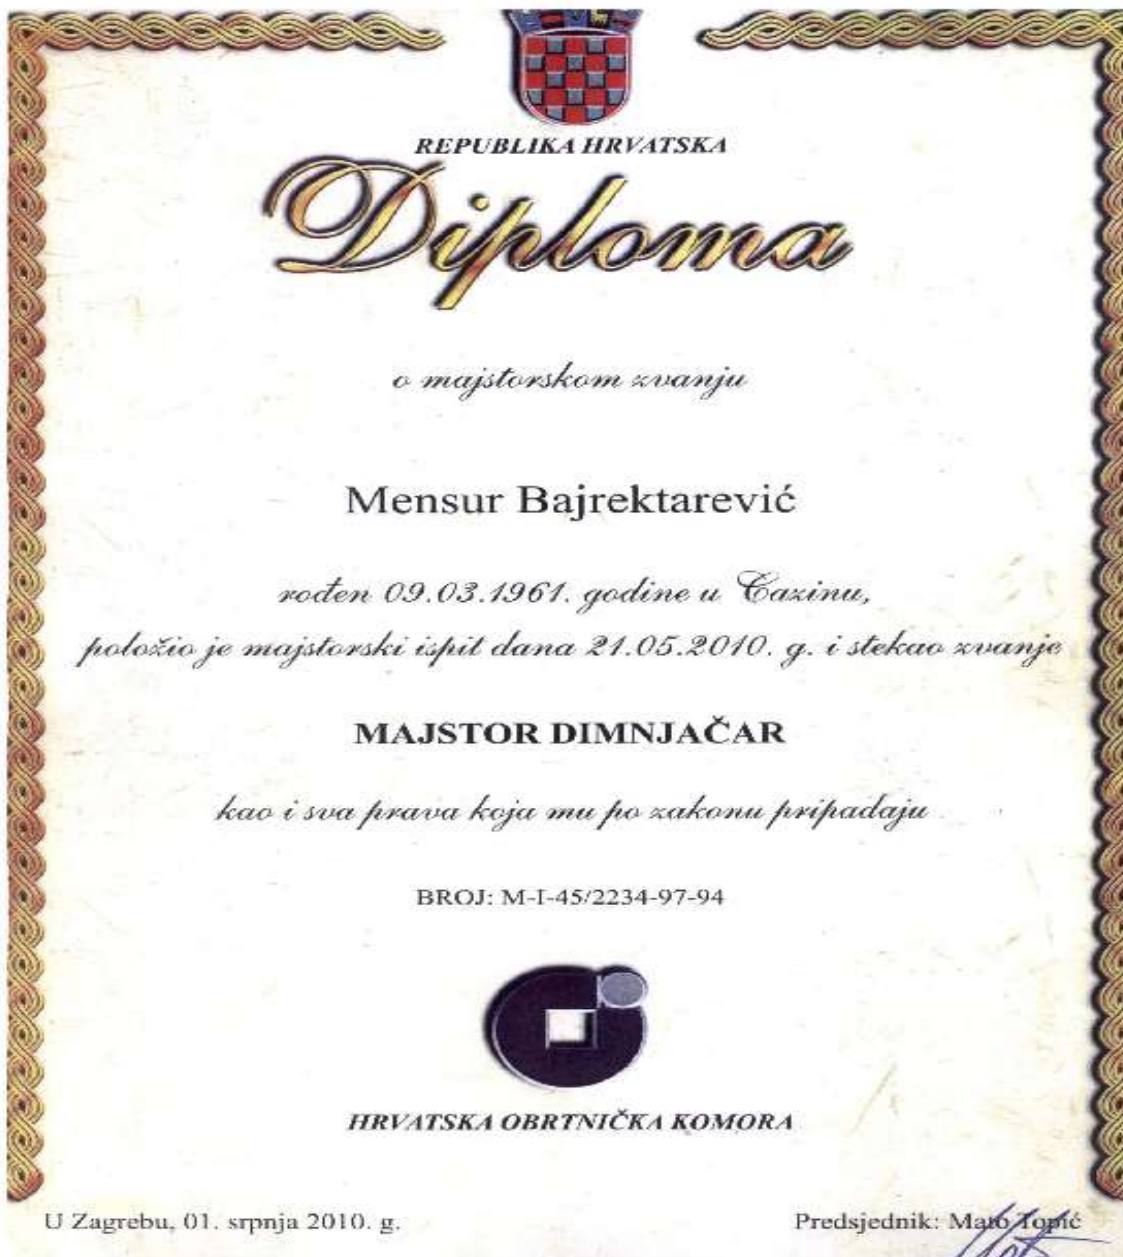 REPUBLIKA HRVATSKA
Diploma
o majstorskom zvanju
Mensur Bajrektarević
rođen 09.03.1961. godine u Cazinu,
položio je majstorski ispit dana 21.05.2010. g. i stekao zvanje
MAJSTOR DIMNJAČAR
kao i sva prava koja mu po zakonu pripadaju
BROJ: M-I-45/2234-97-94
HRVATSKA OBRTNIČKA KOMORA
U Zagrebu, 01. srpnja 2010. g.
Predsjednik: Mato Topić